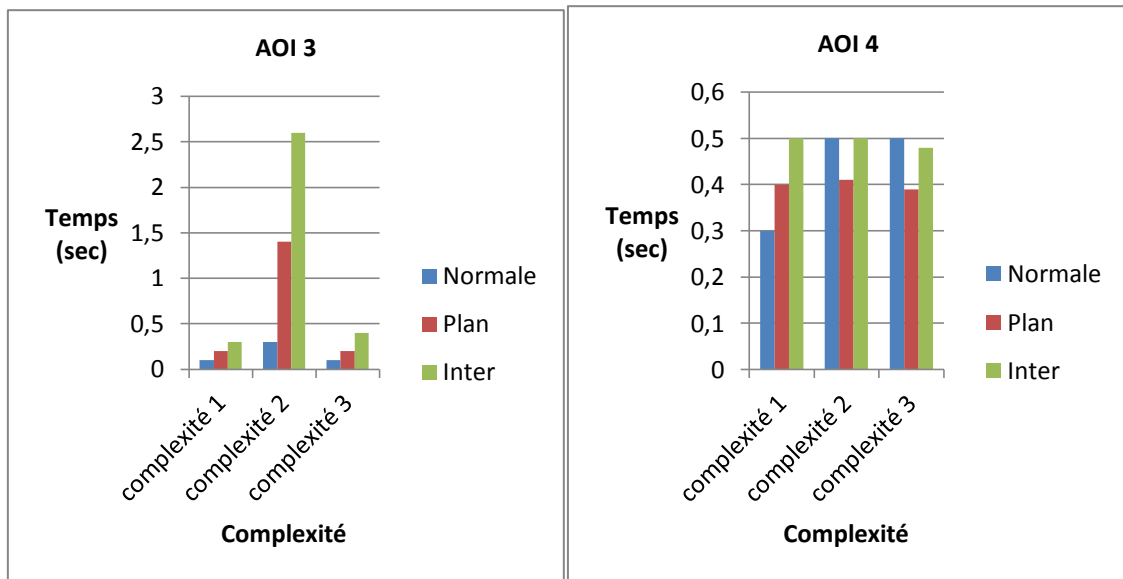 AOI 3
3
2,5
2
1,5
1
0,5
0
Temps
(sec)
complexité 1
complexité 2
complexité 3
Complexité
Normale
Plan
Inter
AOI 4
0,6
0,5
0,4
0,3
0,2
0,1
0
Temps
(sec)
complexité 1
complexité 2
complexité 3
Complexité
Normale
Plan
Inter